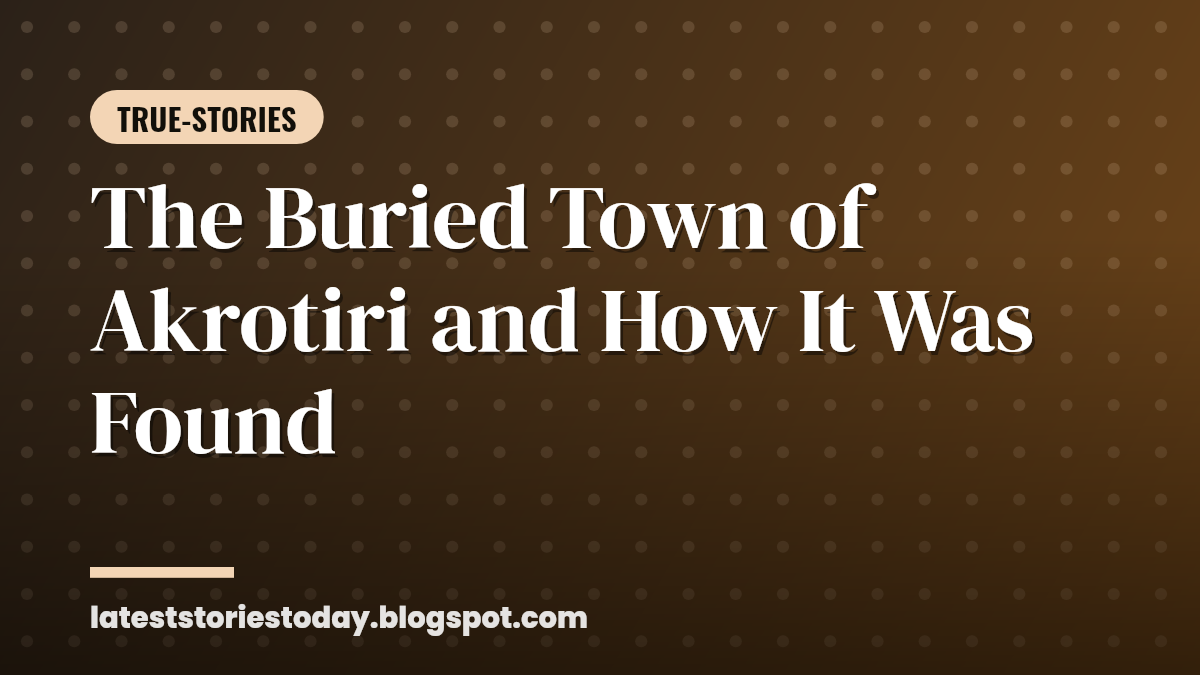 TRUE-STORIES
The Buried Town of
Akrotiri and How It Was
Found
lateststoriestoday.blogspot.com